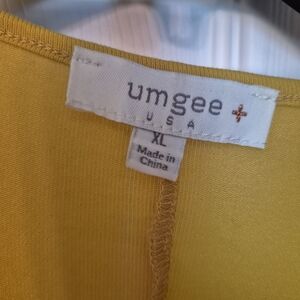 umgee +
USA
XL
Made in
China